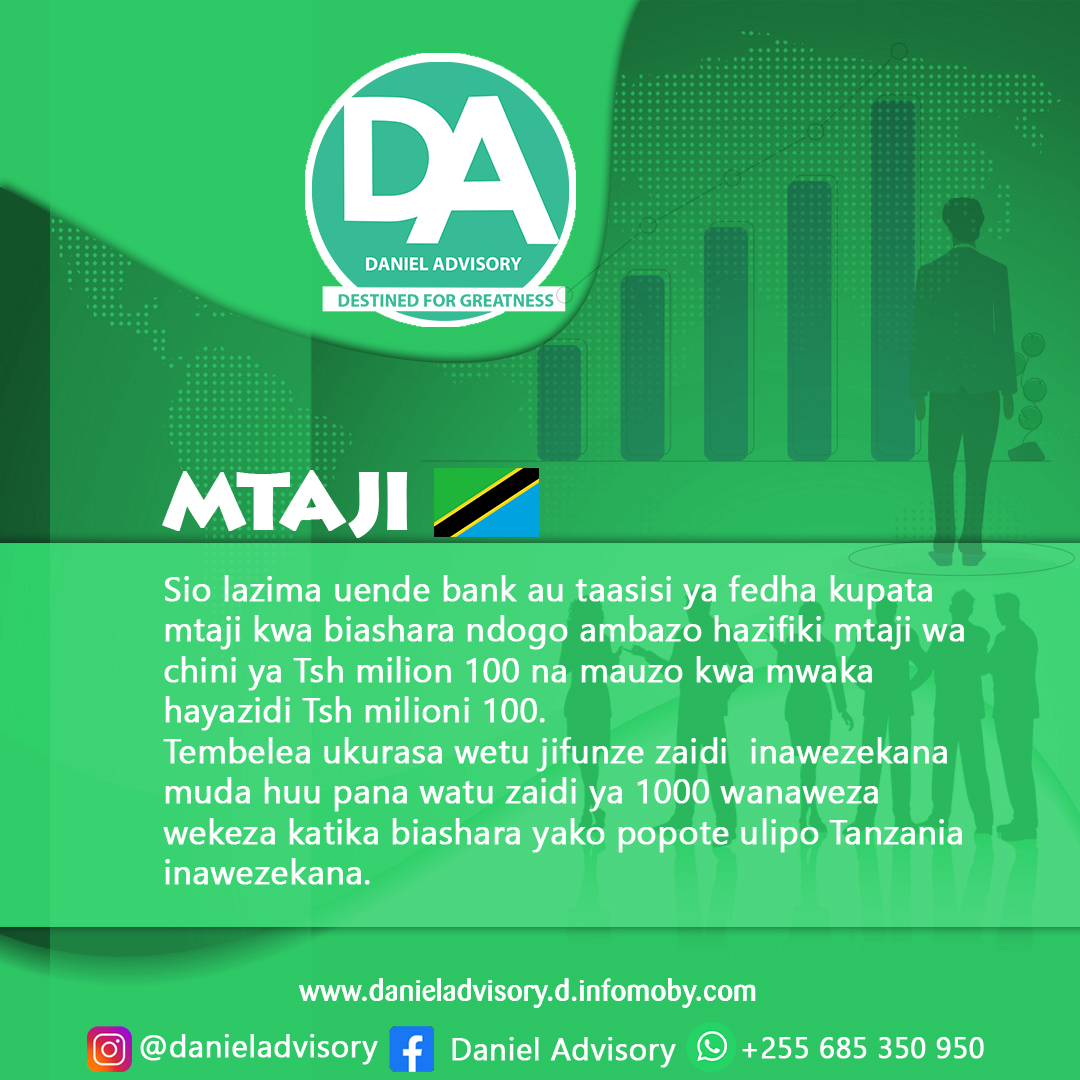 DA
DANIEL ADVISORY
DESTINED FOR GREATNESS
MTAJI
Sio lazima uende bank au taasisi ya fedha kupata
mtaji kwa biashara ndogo ambazo hazifiki mtaji wa
chini ya Tsh milion 100 na mauzo kwa mwaka
hayazidi Tsh milioni 100.
Tembelea ukurasa wetu jifunze zaidi inawezekana
muda huu pana watu zaidi ya 1000 wanaweza
wekeza katika biashara yako popote ulipo Tanzania
inawezekana.
www.danieladvisory.d.infomoby.com
@danieladvisory Daniel Advisory +255 685 350 950